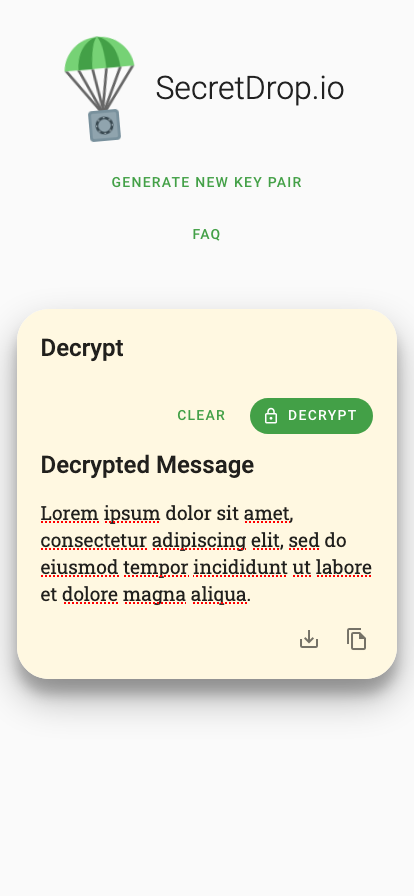 SecretDrop.io
GENERATE NEW KEY PAIR
FAQ
Decrypt
CLEAR
DECRYPT
Decrypted Message
Lorem ipsum dolor sit amet,
consectetur adipiscing elit, sed do
eiusmod tempor incididunt ut labore
et dolore magna aliqua.